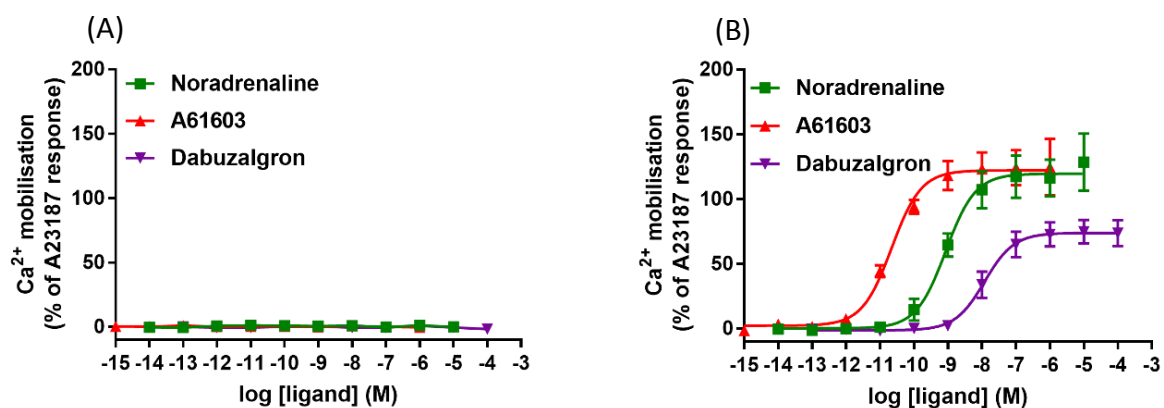 (A)
200
150
100
50
0
Ca²⁺ mobilisation
(% of A23187 response)
Noradrenaline
A61603
Dabuzalgron
-15 -14 -13 -12 -11 -10 -9 -8 -7 -6 -5 -4 -3
log [ligand] (M)
(B)
200
150
100
50
0
Ca²⁺ mobilisation
(% of A23187 response)
Noradrenaline
A61603
Dabuzalgron
-15 -14 -13 -12 -11 -10 -9 -8 -7 -6 -5 -4 -3
log [ligand] (M)